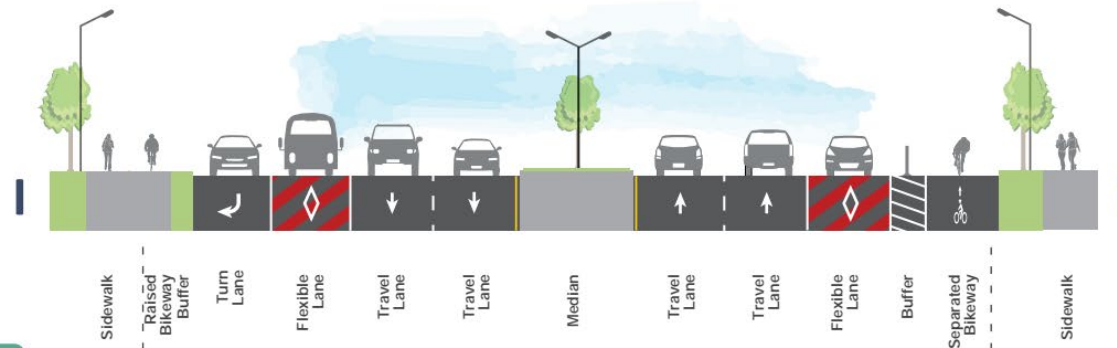 Sidewalk
Raised
Bikeway
Buffer
Turn
Lane
Flexible
Lane
Travel
Lane
Travel
Lane
Median
Travel
Lane
Travel
Lane
Flexible
Lane
Buffer
Separated
Bikeway
Sidewalk